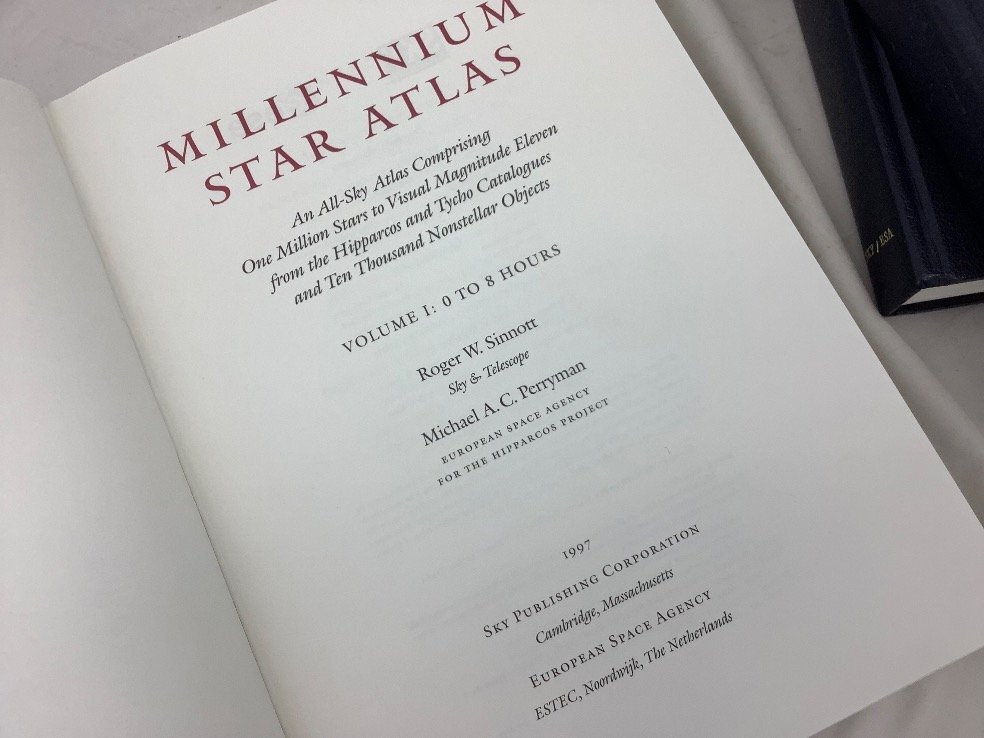 MILLENNIUM
STAR ATLAS
An All-Sky Atlas Comprising
One Million Stars to Visual Magnitude Eleven
from the Hipparcos and Tycho Catalogues
and Ten Thousand Nonstellar Objects
VOLUME I: 0 TO 8 HOURS
Roger W. Sinnott
Sky & Telescope
Michael A. C. Perryman
EUROPEAN SPACE AGENCY
FOR THE HIPPARCOS PROJECT
1997
SKY PUBLISHING CORPORATION
Cambridge, Massachusetts
EUROPEAN SPACE AGENCY
ESTEC, Noordwijk, The Netherlands
/ ESA